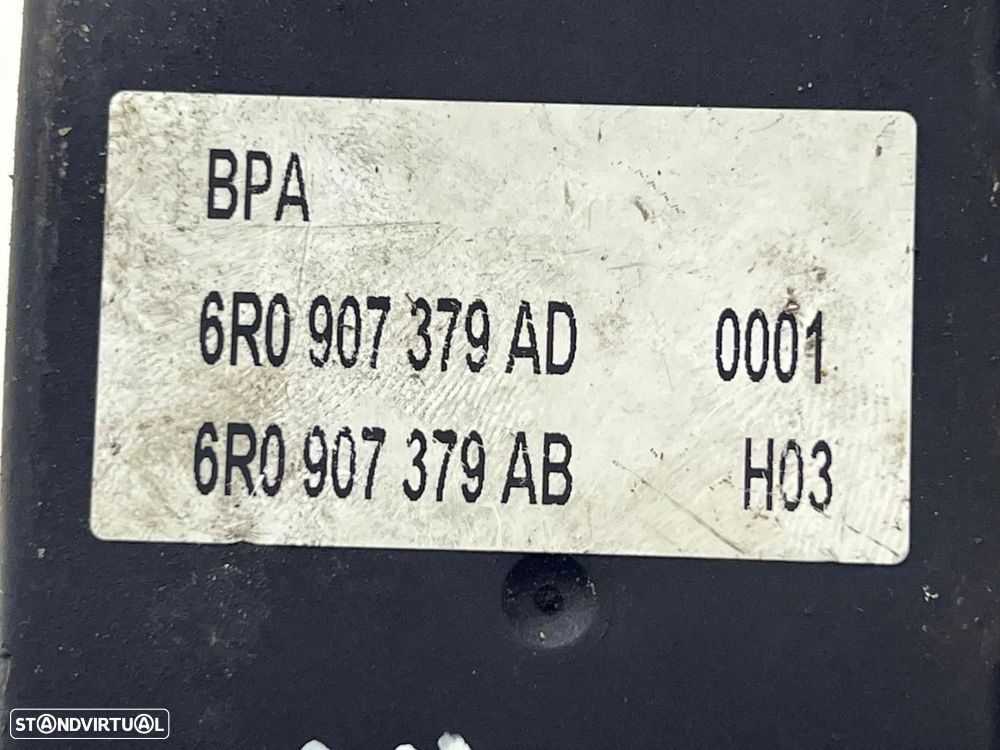 BPA
6R0 907 379 AD 0001
6R0 907 379 AB H03
STANDVIRTUAL